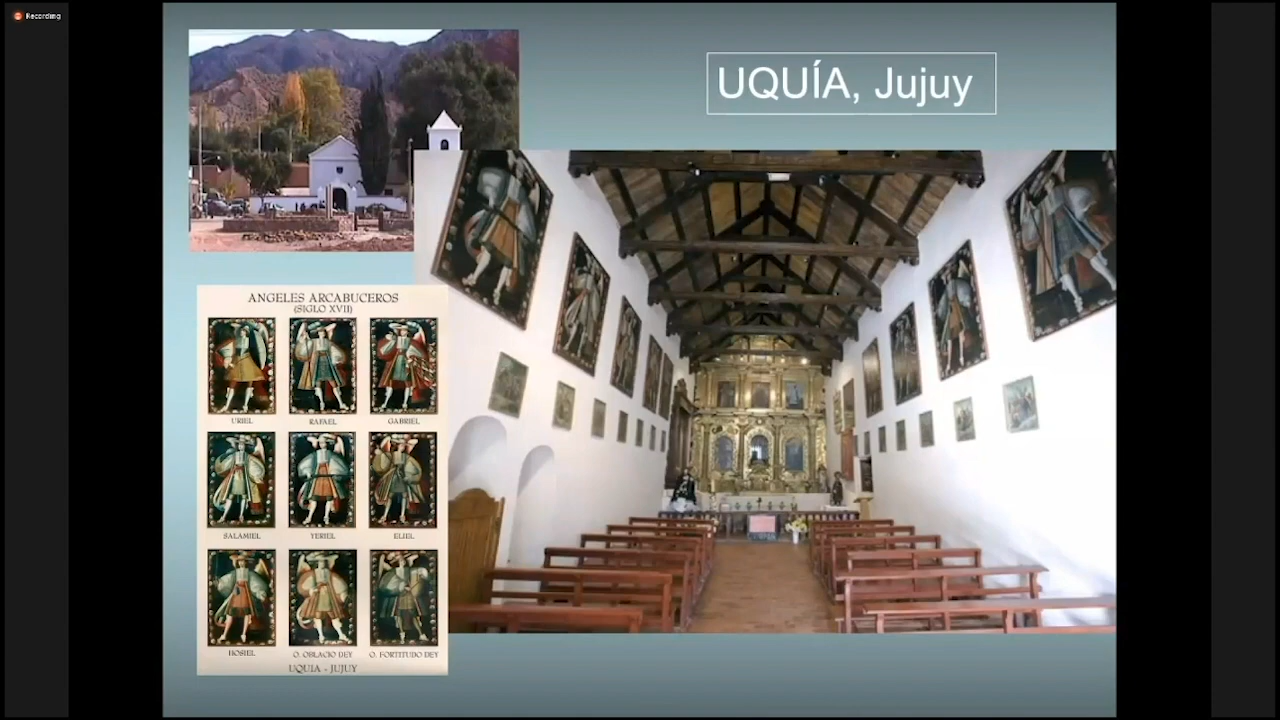 Recording
UQUÍA, Jujuy
ANGELES ARCABUCEROS
(SIGLO XVII)
URIEL RAFAEL GABRIEL
SALAMIEL YERIEL ELIEL
HOSIEL O. OBLACIO DEY O. FORTITUDO DEY
UQUIA - JUJUY